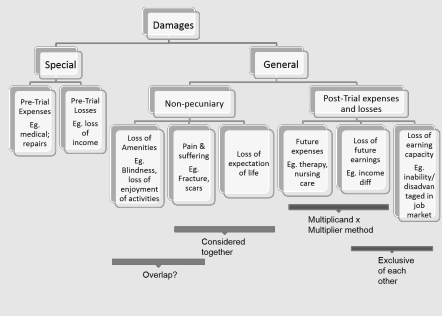 Damages
Special
General
Pre-Trial
Expenses
Eg.
medical;
repairs
Pre-Trial
Losses
Eg. loss
of
income
Non-pecuniary
Post-Trial expenses
and losses
Loss of
Amenities
Eg.
Blindness,
loss of
enjoyment
of activities
Pain &
suffering
Eg.
Fracture,
scars
Loss of
expectation
of life
Future
expenses
Eg. therapy,
nursing
care
Loss of
future
earnings
Eg. income
diff
Loss of
earning
capacity
Eg.
inability/
disadvan
taged in
job
market
Multiplicand x
Multiplier method
Considered
together
Exclusive
of each
other
Overlap?